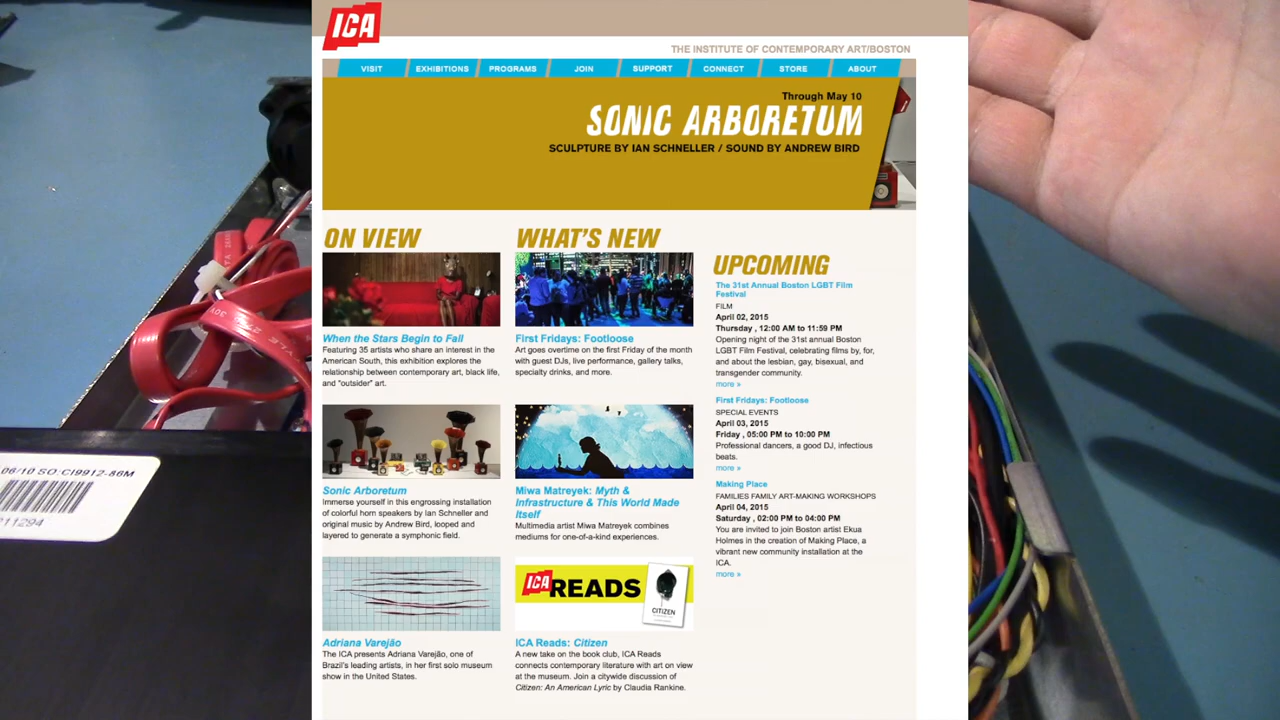 ICA
THE INSTITUTE OF CONTEMPORARY ART/BOSTON
VISIT
EXHIBITIONS
PROGRAMS
JOIN
SUPPORT
CONNECT
STORE
ABOUT
Through May 10
SONIC ARBORETUM
SCULPTURE BY IAN SCHNELLER / SOUND BY ANDREW BIRD
ON VIEW
When the Stars Begin to Fall
Featuring 35 artists who share an interest in the
American South, this exhibition explores the
relationship between contemporary art, black life,
and "outsider" art.
Sonic Arboretum
Immerse yourself in this engrossing installation
of colorful horn speakers by Ian Schneller and
original music by Andrew Bird, looped and
layered to generate a symphonic field.
Adriana Varejão
The ICA presents Adriana Varejão, one of
Brazil's leading artists, in her first solo museum
show in the United States.
WHAT'S NEW
First Fridays: Footloose
Art goes overtime on the first Friday of the month
with guest DJs, live performance, gallery talks,
specialty drinks, and more.
Miwa Matreyek: Myth &
Infrastructure & This World Made
Itself
Multimedia artist Miwa Matreyek combines
mediums for one-of-a-kind experiences.
ICA READS
CITIZEN
ICA Reads: Citizen
A new take on the book club, ICA Reads
connects contemporary literature with art on view
at the museum. Join a citywide discussion of
Citizen: An American Lyric by Claudia Rankine.
UPCOMING
The 31st Annual Boston LGBT Film
Festival
FILM
April 02, 2015
Thursday , 12:00 AM to 11:59 PM
Opening night of the 31st annual Boston
LGBT Film Festival, celebrating films by, for,
and about the lesbian, gay, bisexual, and
transgender community.
more »
First Fridays: Footloose
SPECIAL EVENTS
April 03, 2015
Friday , 05:00 PM to 10:00 PM
Professional dancers, a good DJ, infectious
beats.
more »
Making Place
FAMILIES FAMILY ART-MAKING WORKSHOPS
April 04, 2015
Saturday , 02:00 PM to 04:00 PM
You are invited to join Boston artist Ekua
Holmes in the creation of Making Place, a
vibrant new community installation at the
ICA.
more »
06/10 SO:CI9912-86M
11294